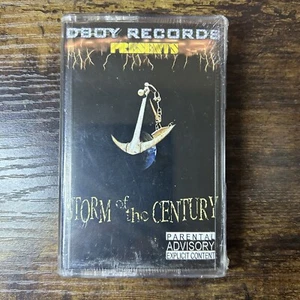 DBOY RECORDS
PRESENTS
STORM of the CENTURY
PARENTAL
ADVISORY
EXPLICIT CONTENT